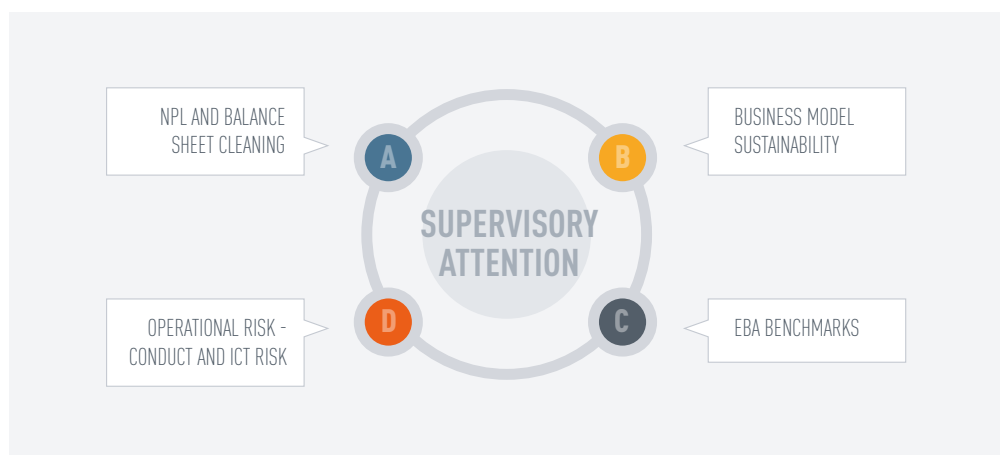 NPL AND BALANCE
SHEET CLEANING
A
B
BUSINESS MODEL
SUSTAINABILITY
SUPERVISORY
ATTENTION
OPERATIONAL RISK -
CONDUCT AND ICT RISK
D
C
EBA BENCHMARKS